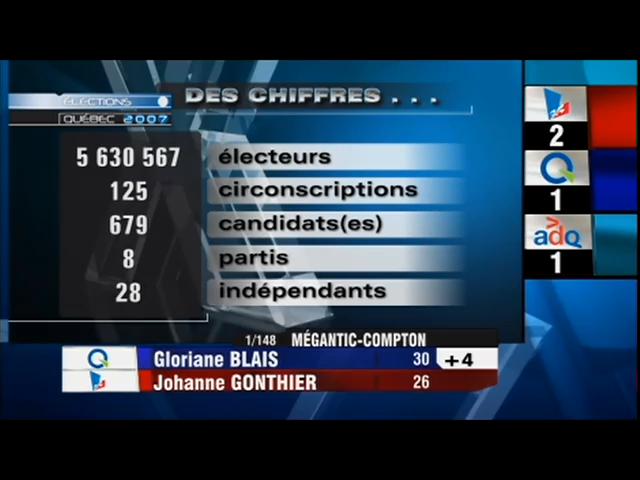 ÉLECTIONS
QUÉBEC 2007
DES CHIFFRES . . .
5 630 567 électeurs
125 circonscriptions
679 candidats(es)
8 partis
28 indépendants
2
Q
1
adq
1
1/148 MÉGANTIC-COMPTON
Q Gloriane BLAIS 30 +4
Johanne GONTHIER 26